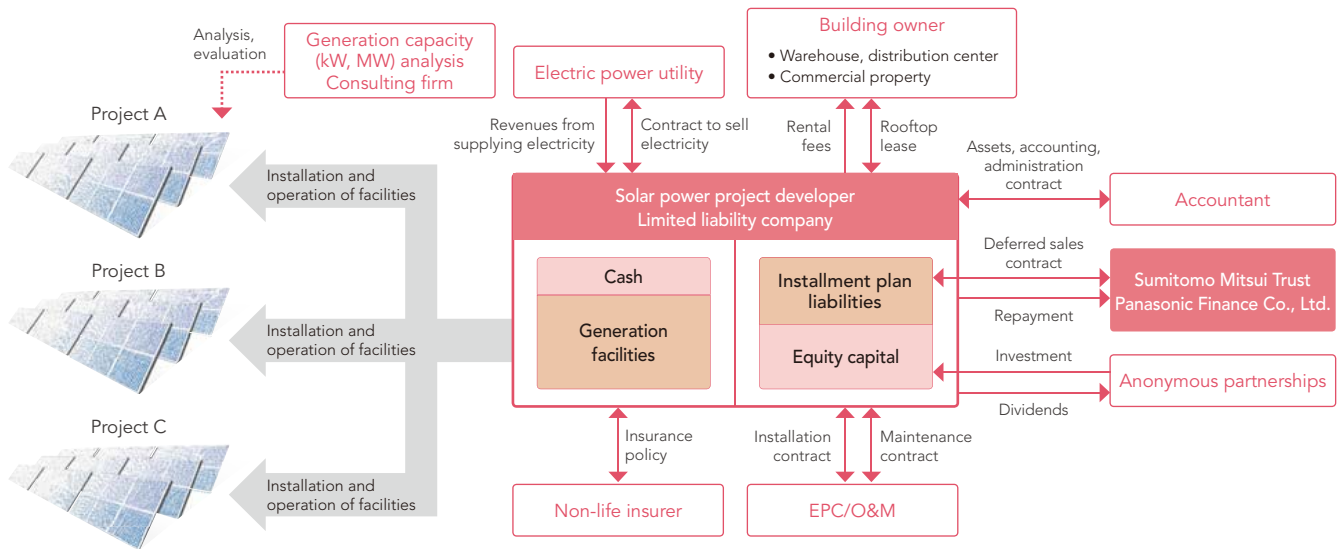 Analysis,
evaluation
Generation capacity
(kW, MW) analysis
Consulting firm
Electric power utility
Building owner
• Warehouse, distribution center
• Commercial property
Project A
Revenues from
supplying electricity
Contract to sell
electricity
Rental
fees
Rooftop
lease
Assets, accounting,
administration
contract
Installation and
operation of facilities
Solar power project developer
Limited liability company
Accountant
Project B
Cash
Generation
facilities
Installment plan
liabilities
Equity capital
Deferred sales
contract
Sumitomo Mitsui Trust
Panasonic Finance Co., Ltd.
Repayment
Installation and
operation of facilities
Investment
Anonymous partnerships
Dividends
Project C
Insurance
policy
Installation
contract
Maintenance
contract
Installation and
operation of facilities
Non-life insurer
EPC/O&M